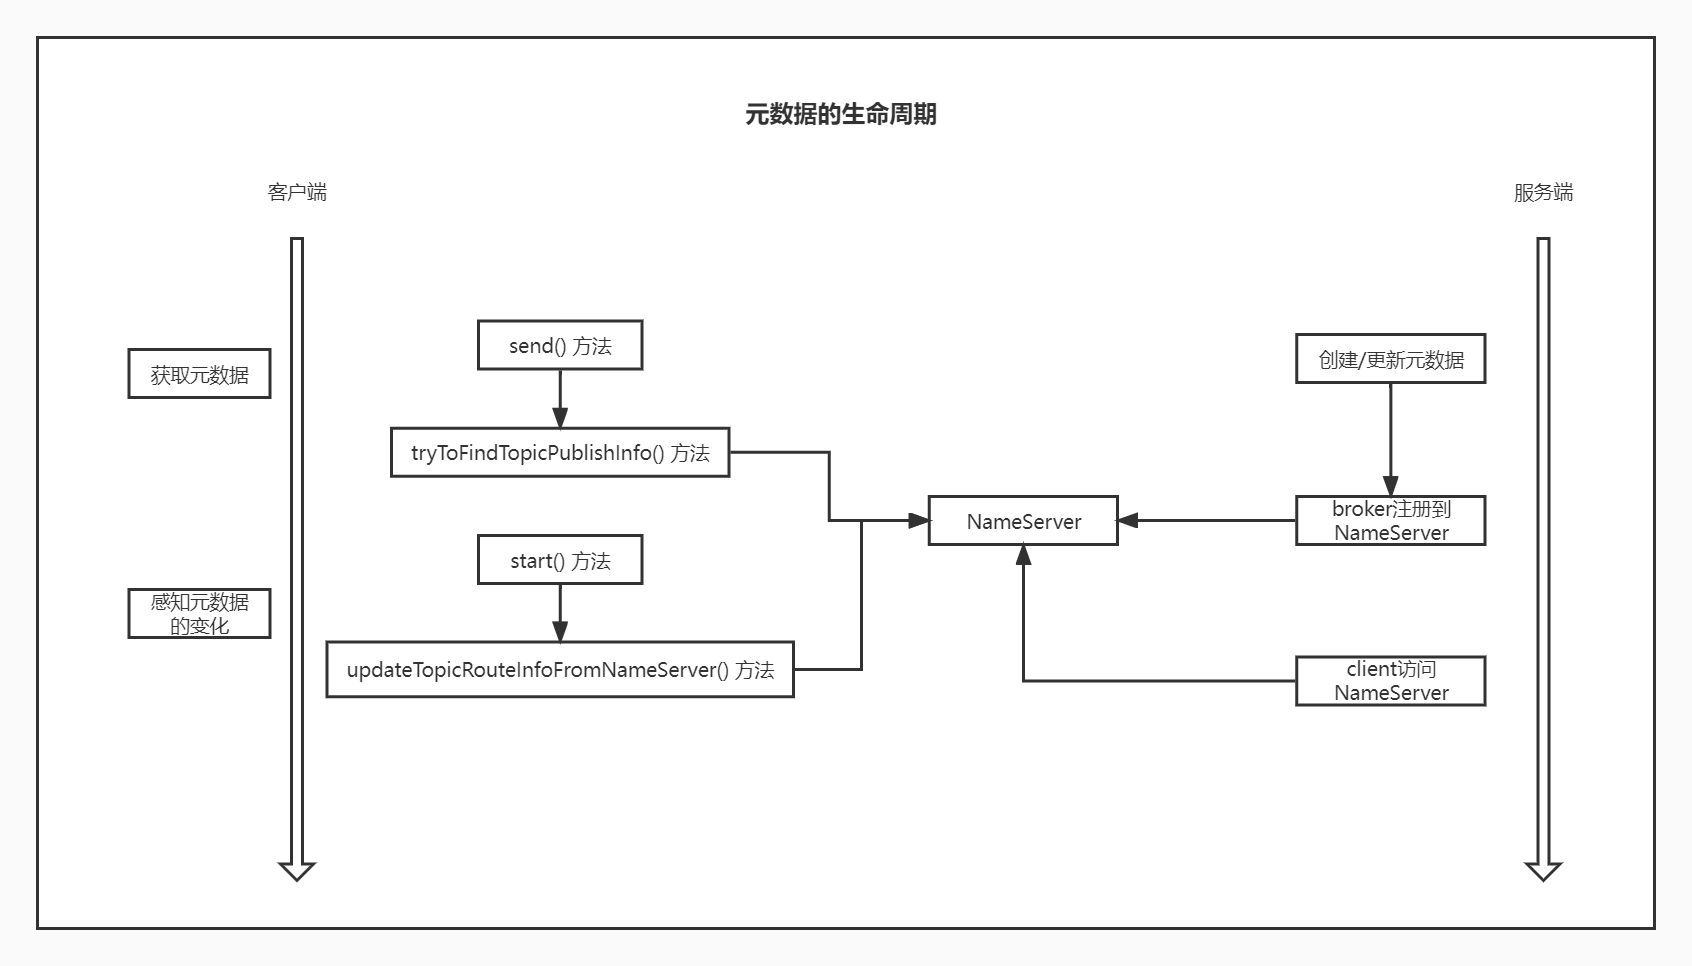 元数据的生命周期
客户端
服务端
获取元数据
send() 方法
tryToFindTopicPublishInfo() 方法
感知元数据
的变化
start() 方法
updateTopicRouteInfoFromNameServer() 方法
NameServer
创建/更新元数据
broker注册到
NameServer
client访问
NameServer